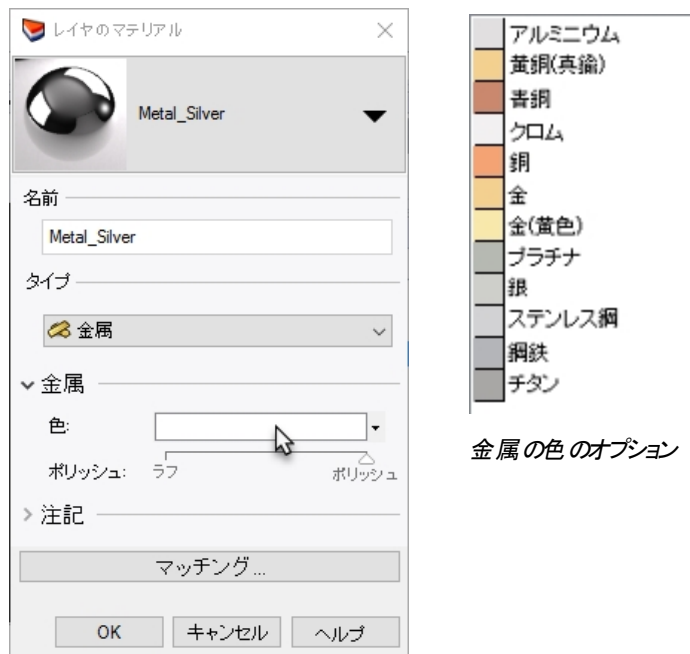 レイヤのマテリアル
Metal_Silver
名前
Metal_Silver
タイプ
金属
金属
色:
ポリッシュ: ラフ ポリッシュ
注記
マッチング...
OK キャンセル ヘルプ
アルミニウム
黄銅(真鍮)
青銅
クロム
銅
金
金(黄色)
プラチナ
銀
ステンレス鋼
鋼鉄
チタン
金属の色のオプション